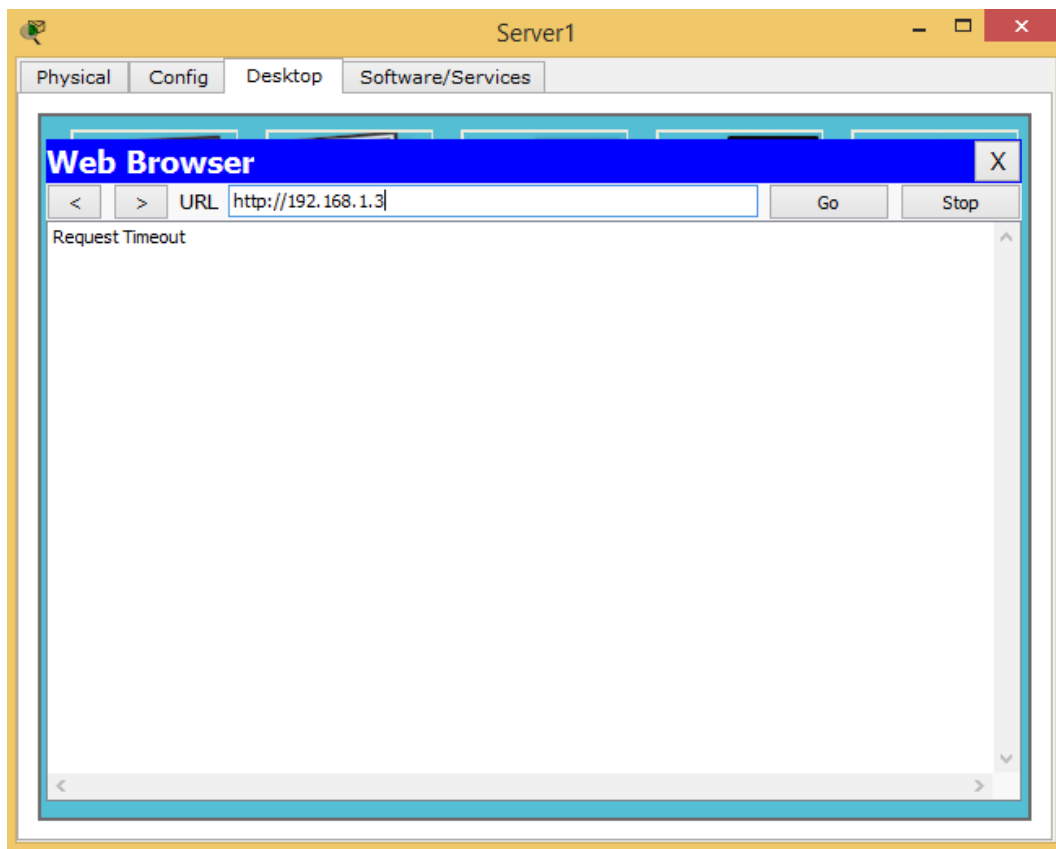 Server1
Physical Config Desktop Software/Services
Web Browser X
< > URL http://192.168.1.3 Go Stop
Request Timeout